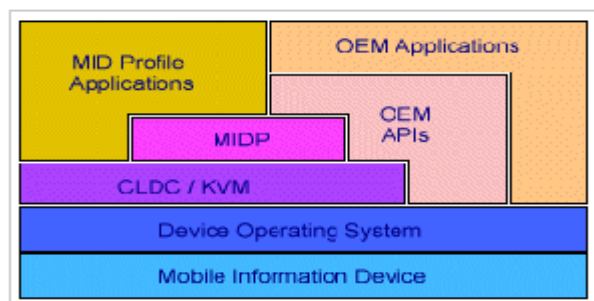 MID Profile
Applications
OEM Applications
OEM
APIs
MIDP
CLDC / KVM
Device Operating System
Mobile Information Device